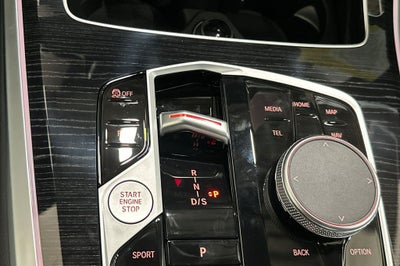 OFF
MEDIA
HOME
MAP
TEL
NAV
R
N
D/S
P
START
ENGINE
STOP
SPORT
P
BACK
OPTION